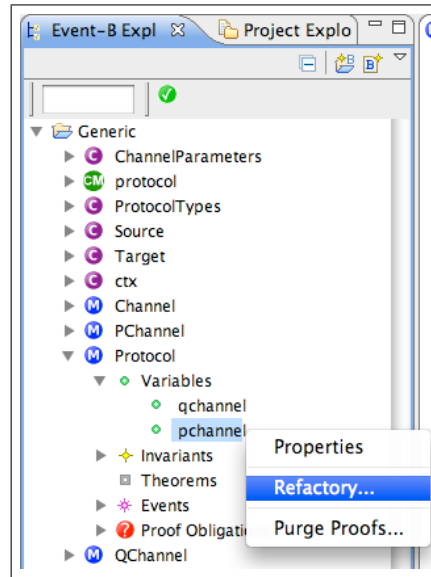 Event-B Expl Project Explo
Generic
ChannelParameters
CM protocol
C ProtocolTypes
C Source
C Target
C ctx
M Channel
M PChannel
M Protocol
Variables
qchannel
pchannel
Properties
Invariants
Refactory...
Theorems
Events
Purge Proofs...
Proof Obligati
M QChannel